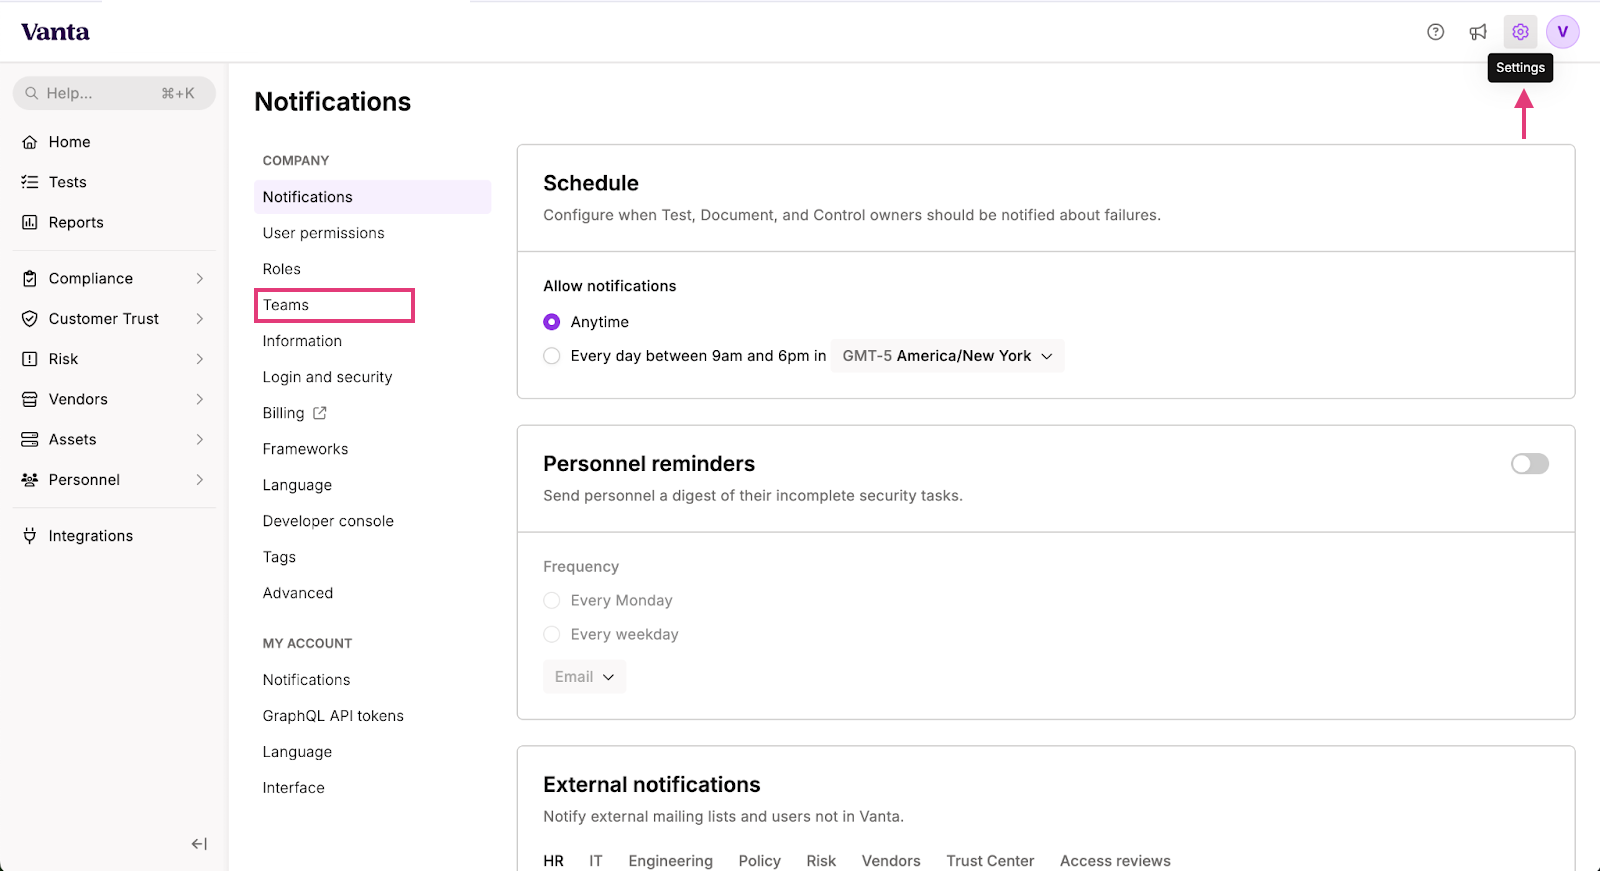 Vanta
V
Settings
Help... ⌘+K
Home
Tests
Reports
Compliance
Customer Trust
Risk
Vendors
Assets
Personnel
Integrations
Notifications
COMPANY
Notifications
User permissions
Roles
Teams
Information
Login and security
Billing
Frameworks
Language
Developer console
Tags
Advanced
MY ACCOUNT
Notifications
GraphQL API tokens
Language
Interface
Schedule
Configure when Test, Document, and Control owners should be notified about failures.
Allow notifications
Anytime
Every day between 9am and 6pm in GMT-5 America/New York
Personnel reminders
Send personnel a digest of their incomplete security tasks.
Frequency
Every Monday
Every weekday
Email
External notifications
Notify external mailing lists and users not in Vanta.
HR IT Engineering Policy Risk Vendors Trust Center Access reviews